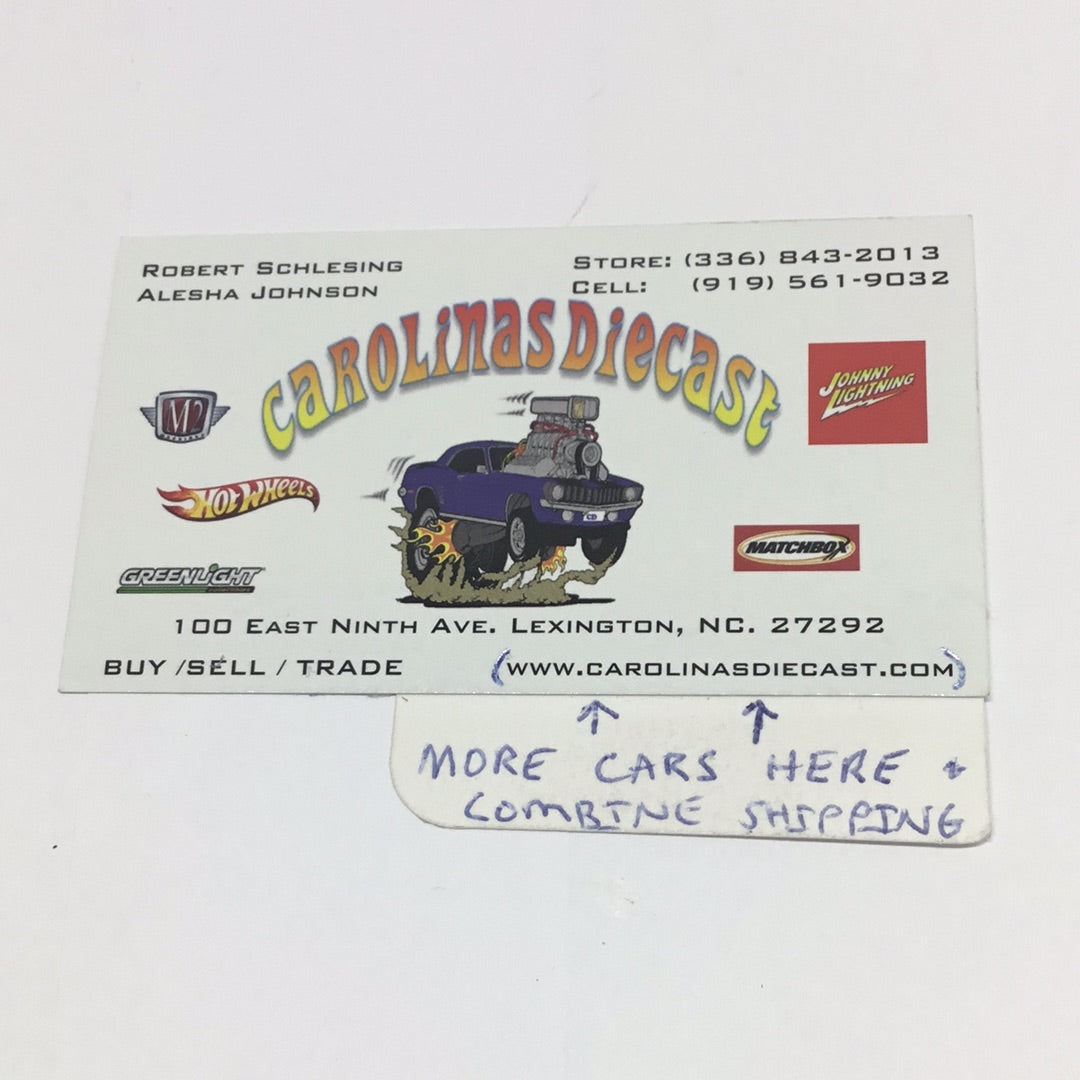 ROBERT SCHLESING
ALESHA JOHNSON
STORE: (336) 843-2013
CELL: (919) 561-9032
CAROLINAS DIECAST
M2
JOHNNY
LIGHTNING
HOT WHEELS
CD
MATCHBOX
GREENLIGHT
100 EAST NINTH AVE. LEXINGTON, NC. 27292
BUY /SELL / TRADE
(WWW.CAROLINASDIECAST.COM)
↑ ↑
MORE CARS HERE +
COMBINE SHIPPING